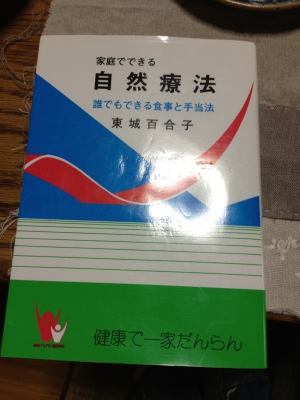 家庭でできる
自然療法
誰でもできる食事と手当法
東城百合子
健康で一家だんらん